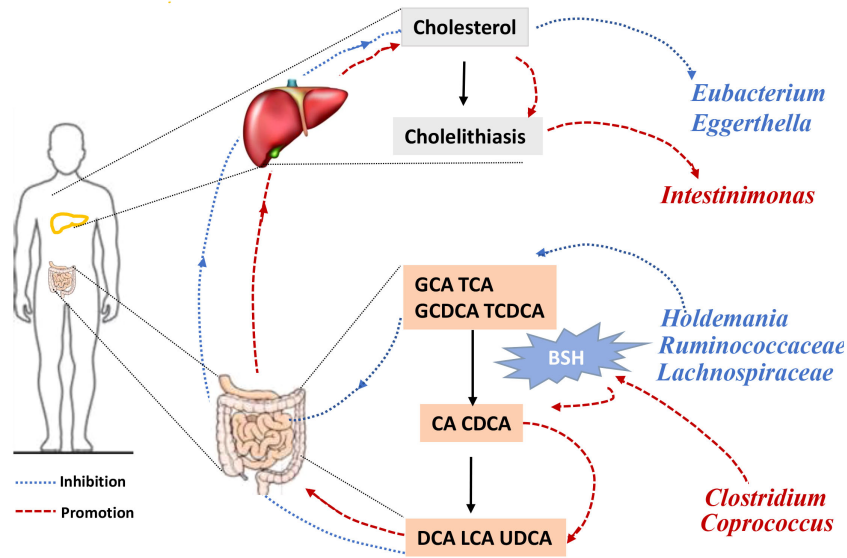 Cholesterol
Eubacterium
Eggerthella
Cholelithiasis
Intestinimonas
GCA TCA
GCDCA TCDCA
Holdemania
Ruminococcaceae
Lachnospiraceae
BSH
CA CDCA
Inhibition
Promotion
Clostridium
Coprococcus
DCA LCA UDCA